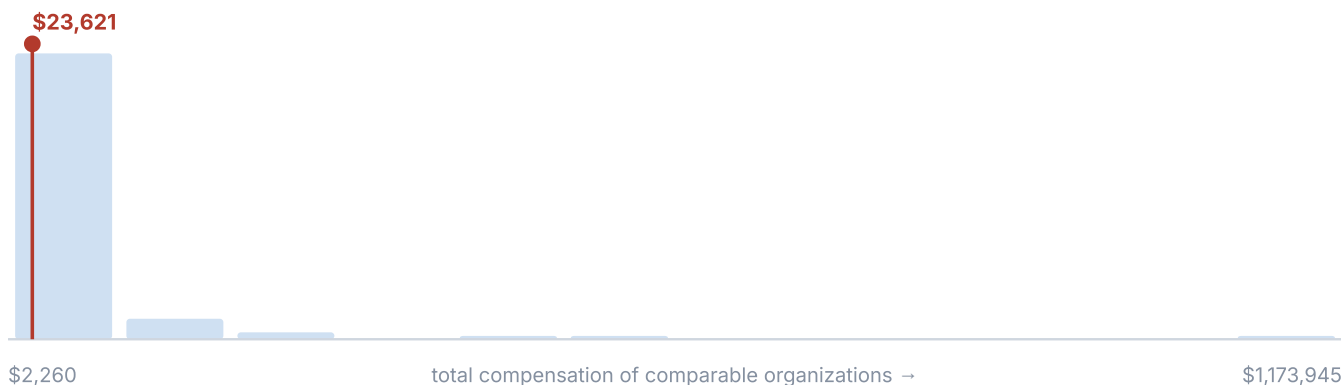 $23,621
$2,260 total compensation of comparable organizations → $1,173,945